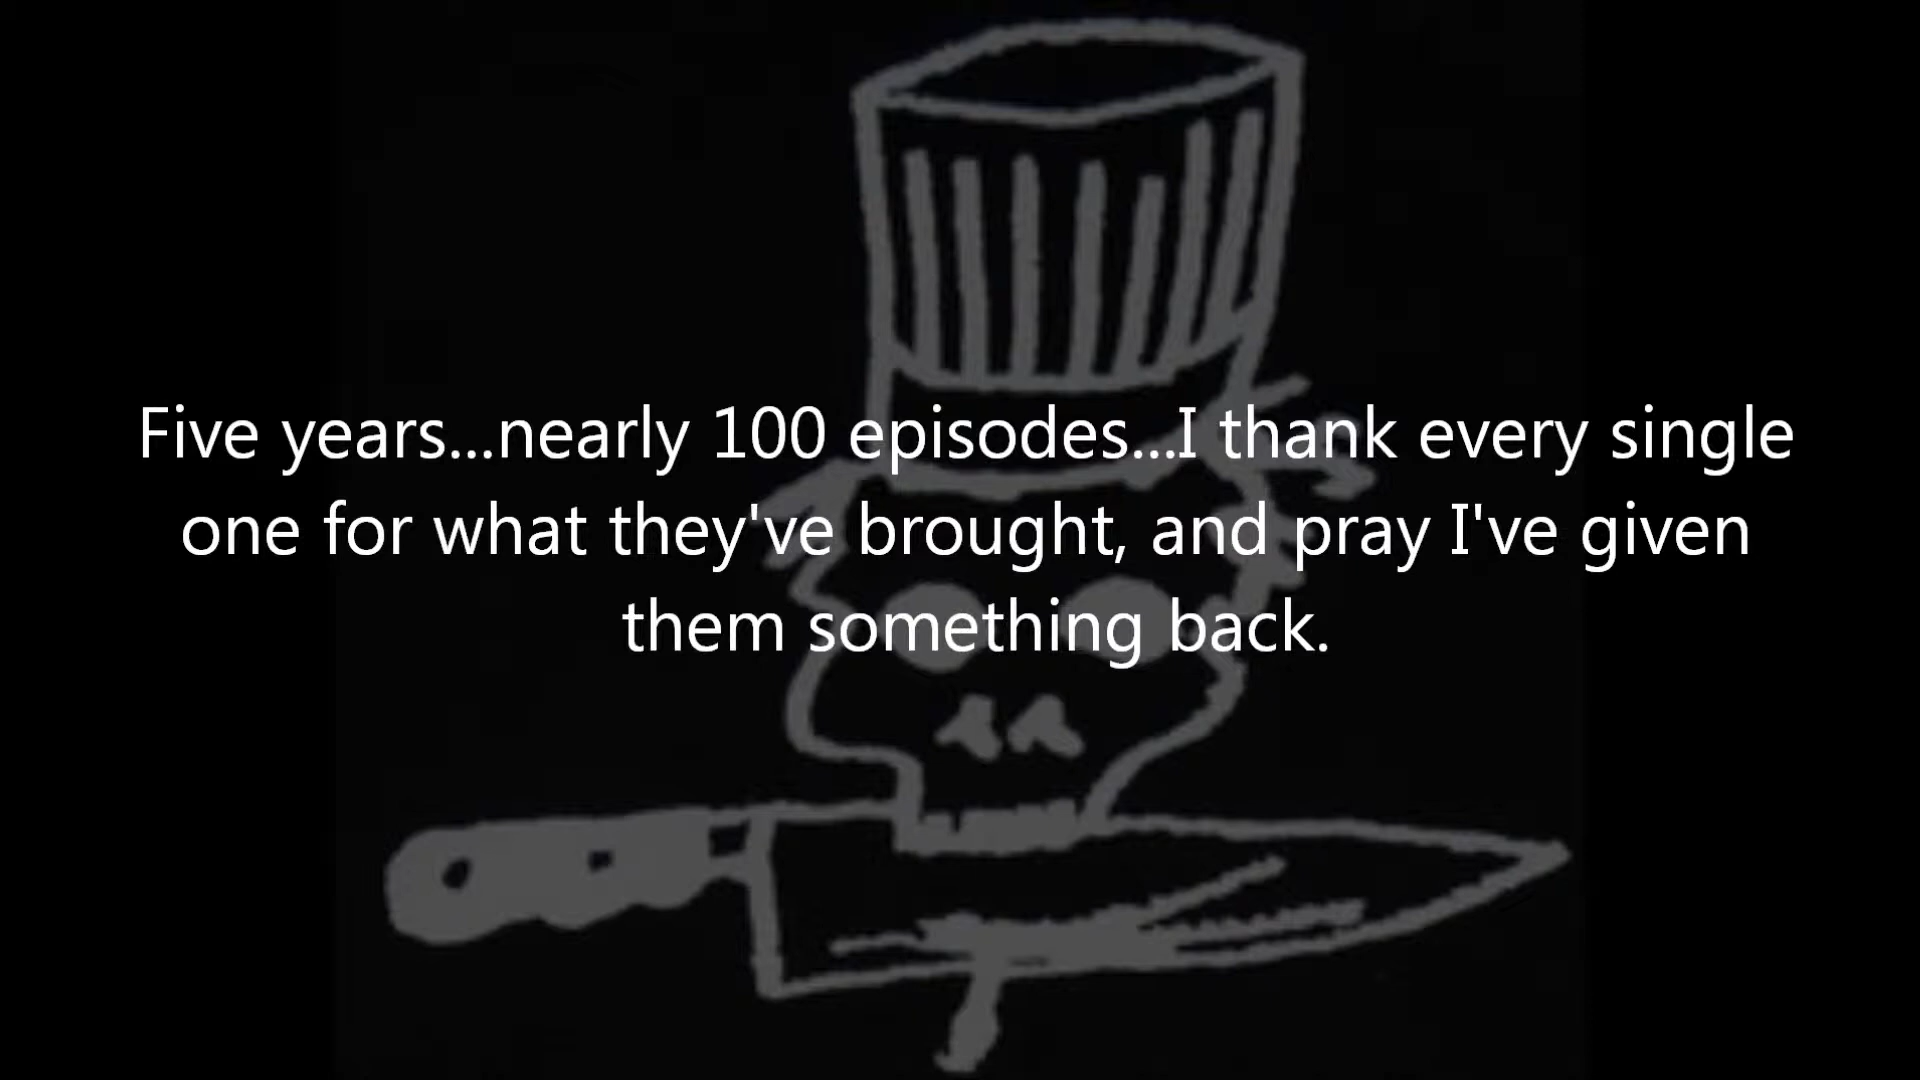 Five years...nearly 100 episodes...I thank every single
one for what they've brought, and pray I've given
them something back.